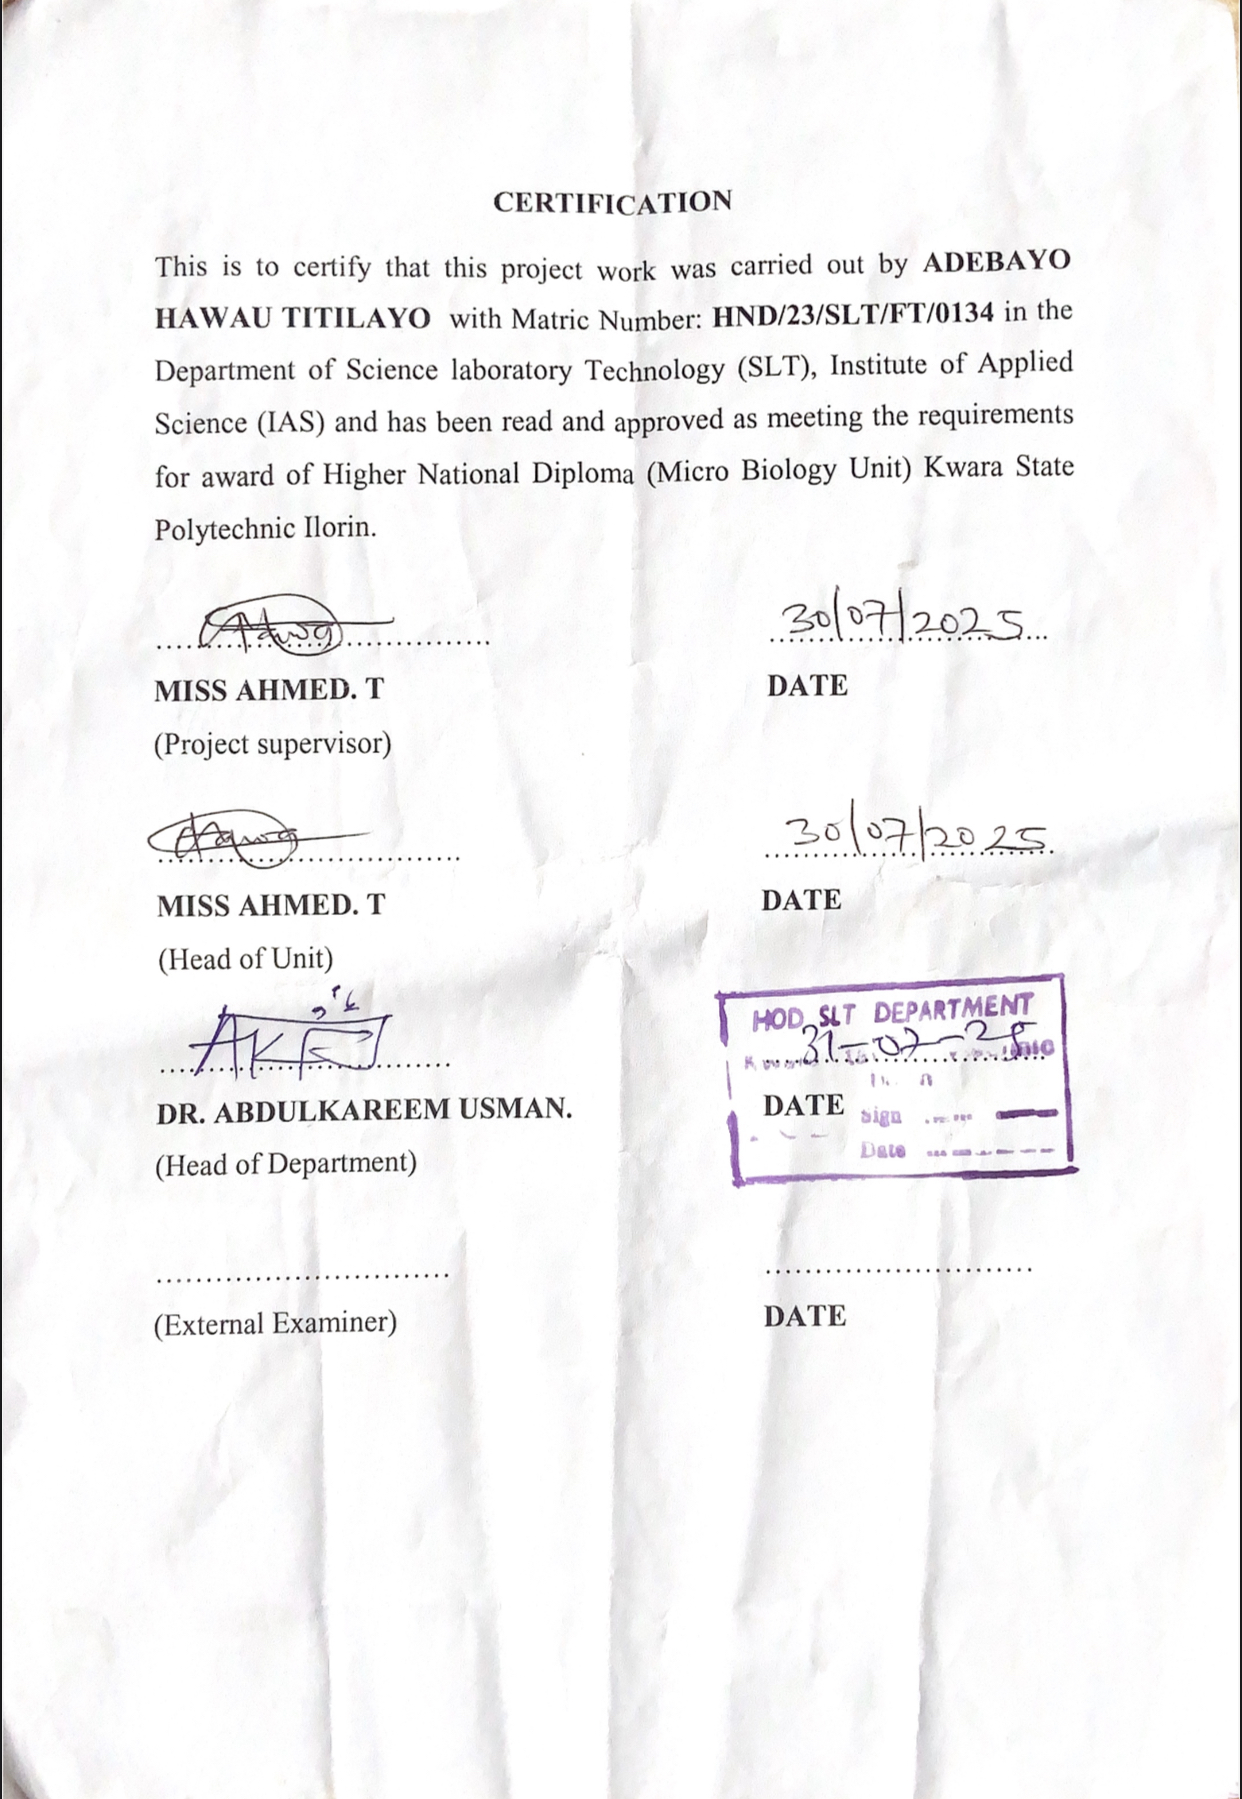 CERTIFICATION
This is to certify that this project work was carried out by ADEBAYO
HAWAU TITILAYO with Matric Number: HND/23/SLT/FT/0134 in the
Department of Science laboratory Technology (SLT), Institute of Applied
Science (IAS) and has been read and approved as meeting the requirements
for award of Higher National Diploma (Micro Biology Unit) Kwara State
Polytechnic Ilorin.
30/07/2025
MISS AHMED. T DATE
(Project supervisor)
30/07/2025
MISS AHMED. T DATE
(Head of Unit)
HOD SLT DEPARTMENT
31-07-25
DR. ABDULKAREEM USMAN. DATE
Sign
(Head of Department)
Date
(External Examiner) DATE